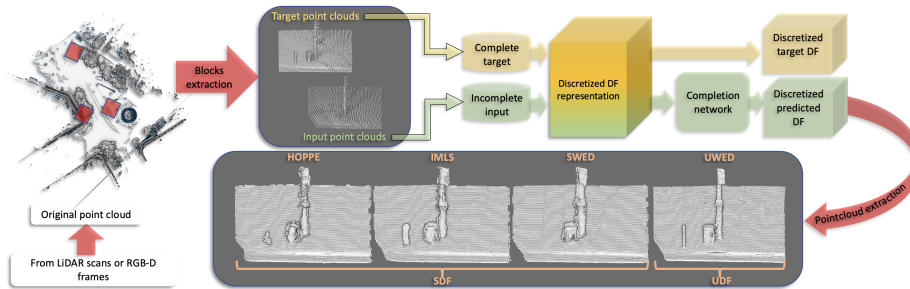 Target point clouds
Blocks
extraction
Input point clouds
Complete
target
Incomplete
input
Discretized DF
representation
Completion
network
Discretized
target DF
Discretized
predicted
DF
Original point cloud
From LiDAR scans or RGB-D
frames
HOPPE
IMLS
SWED
UWED
SDF
UDF
Pointcloud extraction